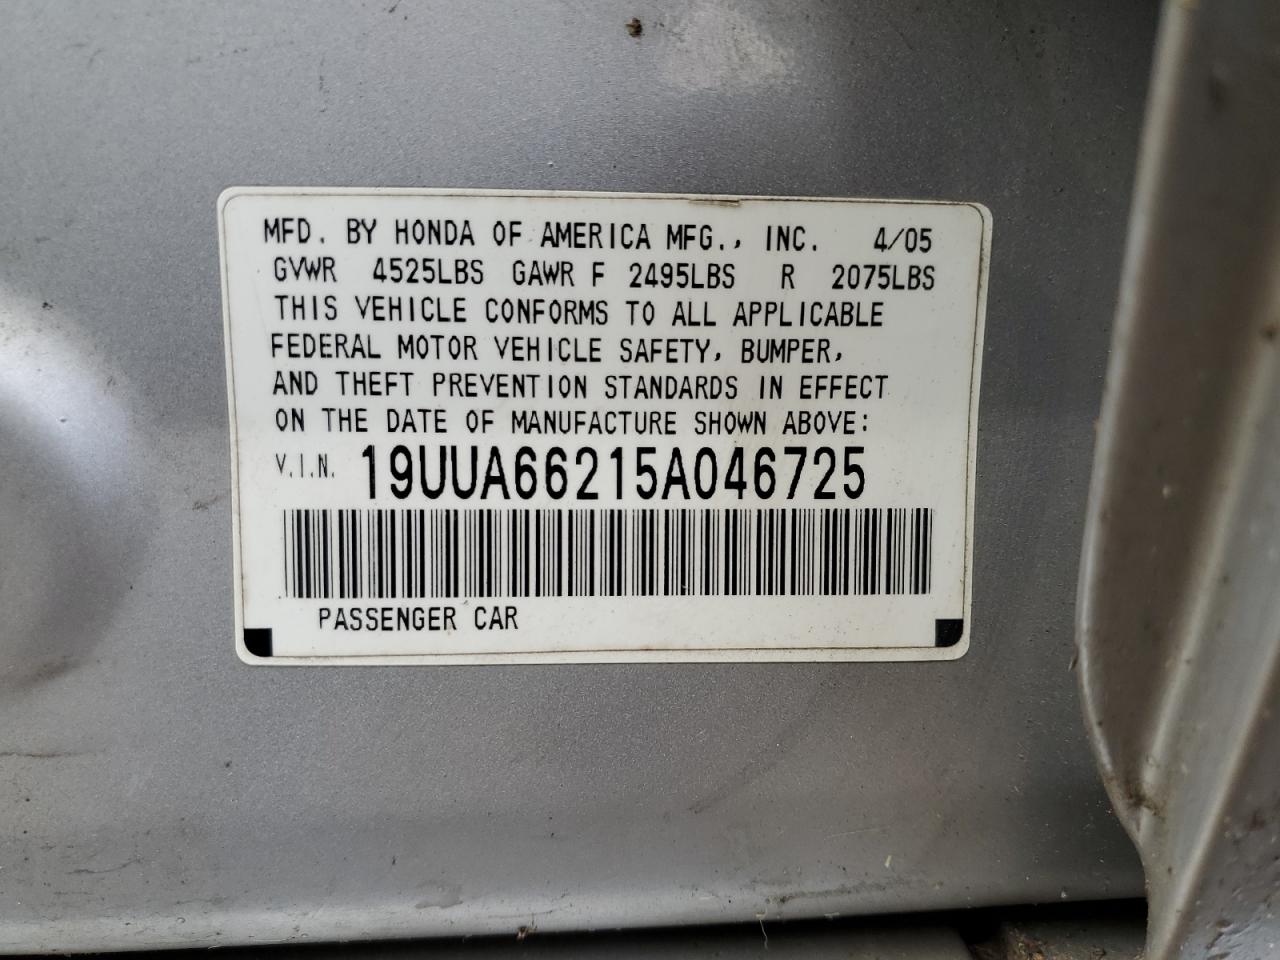 MFD. BY HONDA OF AMERICA MFG., INC. 4/05
GVWR 4525LBS GAWR F 2495LBS R 2075LBS
THIS VEHICLE CONFORMS TO ALL APPLICABLE
FEDERAL MOTOR VEHICLE SAFETY, BUMPER,
AND THEFT PREVENTION STANDARDS IN EFFECT
ON THE DATE OF MANUFACTURE SHOWN ABOVE:
V.I.N. 19UUA66215A046725
PASSENGER CAR